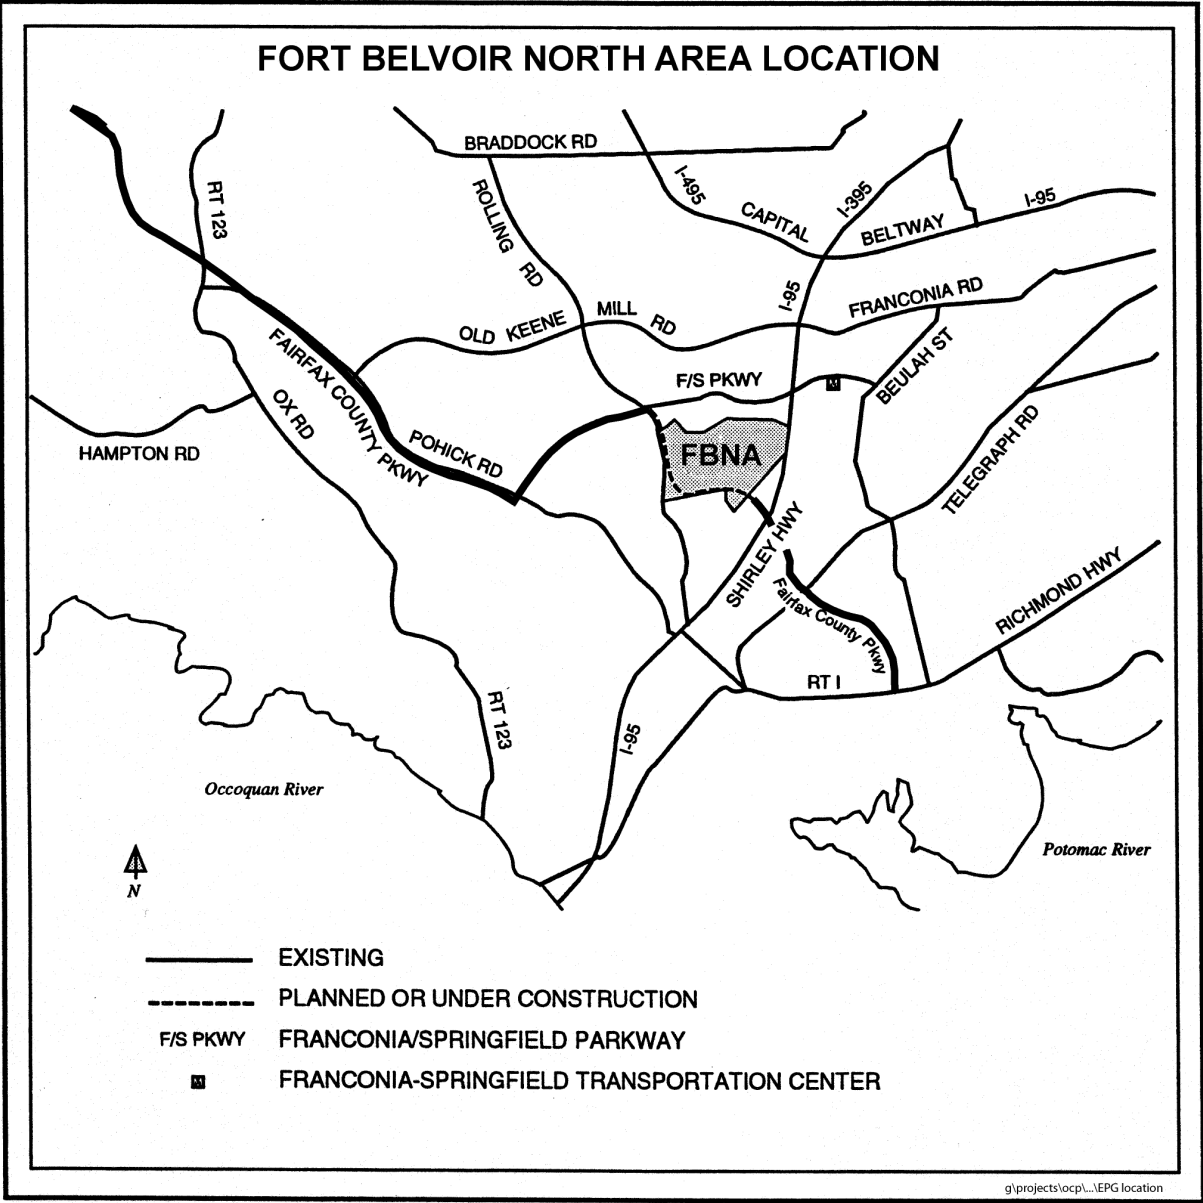 FORT BELVOIR NORTH AREA LOCATION
BRADDOCK RD
RT 123
ROLLING RD
I-495
I-395
CAPITAL
BELTWAY
I-95
I-95
FRANCONIA RD
OLD KEENE
MILL
RD
FAIRFAX COUNTY PKWY
F/S PKWY
M
BEULAH ST
OX RD
HAMPTON RD
POHICK RD
FBNA
TELEGRAPH RD
SHIRLEY HWY
RICHMOND HWY
Fairfax County Pkwy
RT I
RT 123
I-95
Occoquan River
Potomac River
N
EXISTING
PLANNED OR UNDER CONSTRUCTION
F/S PKWY FRANCONIA/SPRINGFIELD PARKWAY
M FRANCONIA-SPRINGFIELD TRANSPORTATION CENTER
g\projects\ocp\...\EPG location